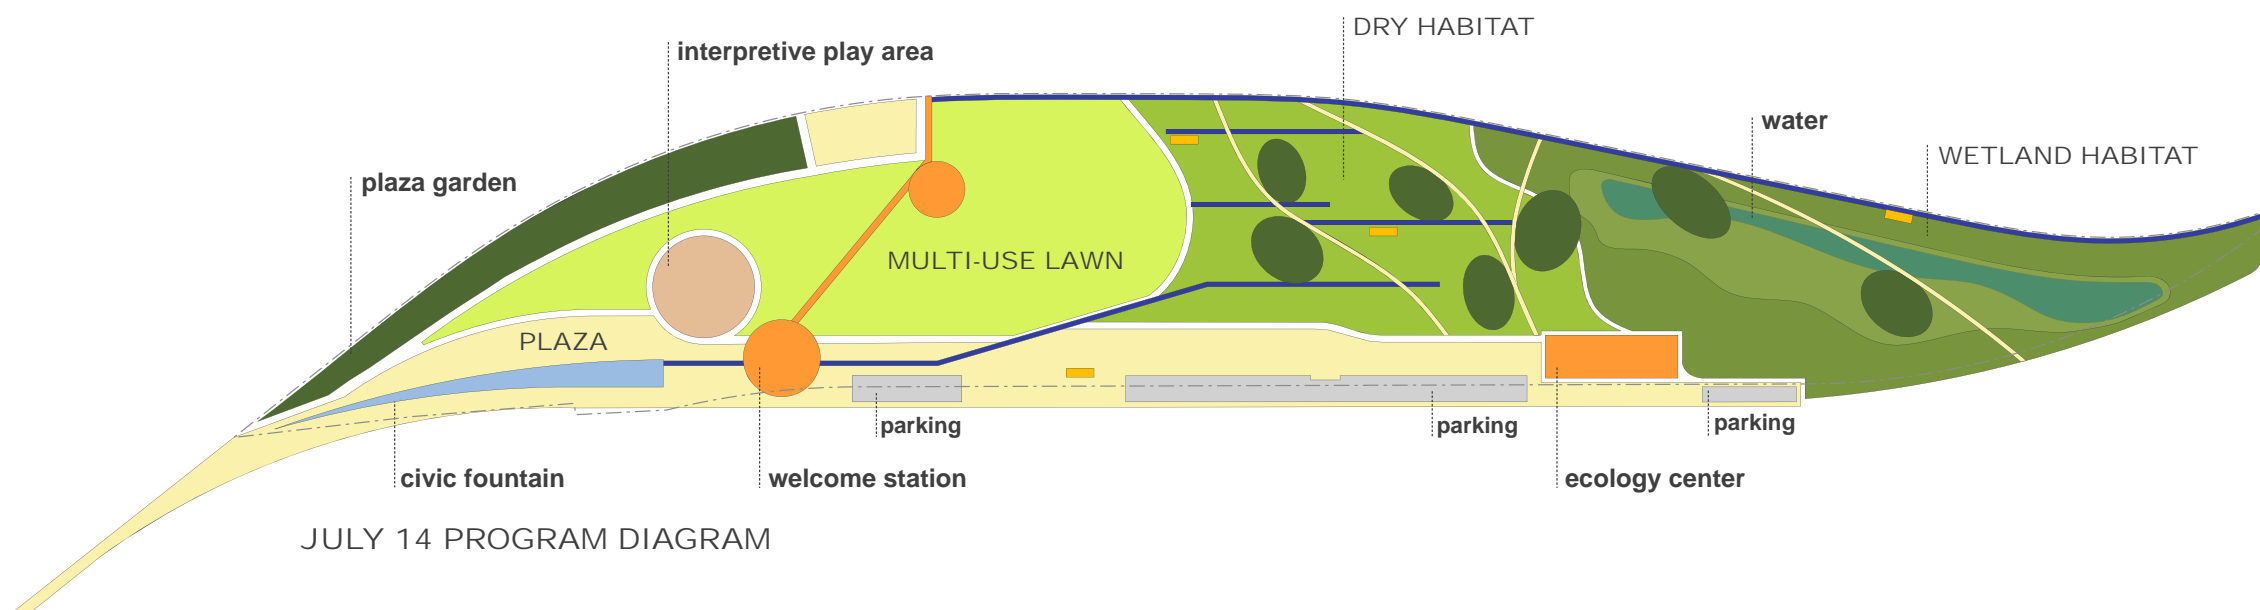 DRY HABITAT
interpretive play area
water
WETLAND HABITAT
plaza garden
MULTI-USE LAWN
PLAZA
parking
parking
parking
civic fountain
welcome station
ecology center
JULY 14 PROGRAM DIAGRAM